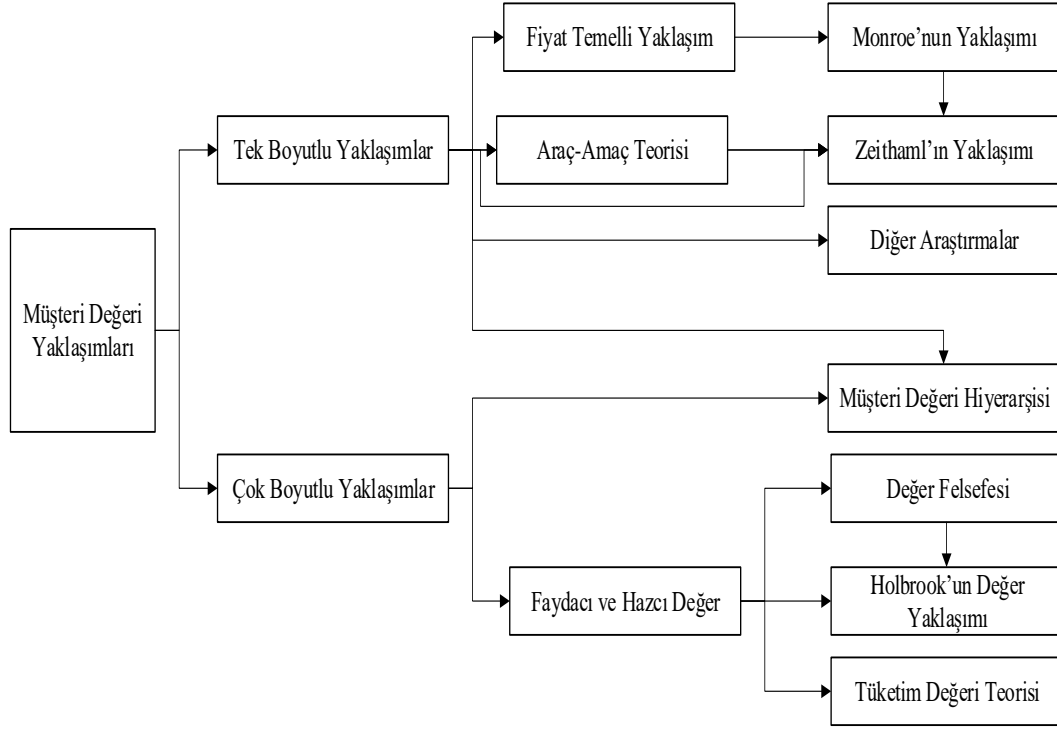 Fiyat Temelli Yaklaşım
Monroe’nun Yaklaşımı
Tek Boyutlu Yaklaşımlar
Araç-Amaç Teorisi
Zeithaml’ın Yaklaşımı
Diğer Araştırmalar
Müşteri Değeri
Yaklaşımları
Müşteri Değeri Hiyerarşisi
Çok Boyutlu Yaklaşımlar
Değer Felsefesi
Faydacı ve Hazcı Değer
Holbrook’un Değer
Yaklaşımı
Tüketim Değeri Teorisi